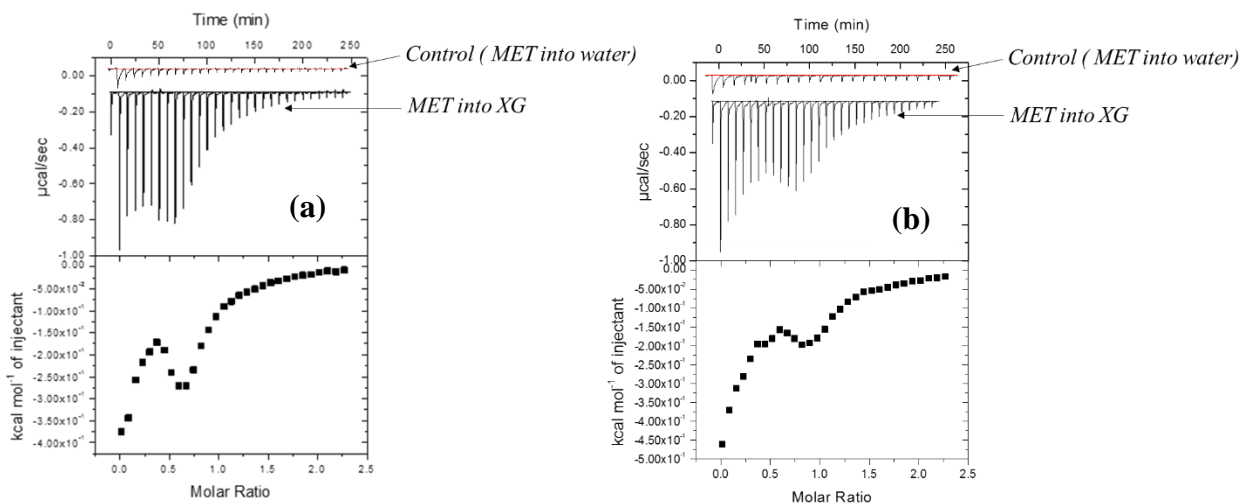 Time (min)
0 50 100 150 200 250
Control ( MET into water)
MET into XG
0.00
-0.20
-0.40
-0.60
-0.80
-1.00
µcal/sec
(a)
0.00
-5.00x10⁻²
-1.00x10⁻¹
-1.50x10⁻¹
-2.00x10⁻¹
-2.50x10⁻¹
-3.00x10⁻¹
-3.50x10⁻¹
-4.00x10⁻¹
kcal mol⁻¹ of injectant
0.0 0.5 1.0 1.5 2.0 2.5
Molar Ratio
Time (min)
0 50 100 150 200 250
Control ( MET into water)
MET into XG
0.00
-0.20
-0.40
-0.60
-0.80
-1.00
µcal/sec
(b)
0.00
-5.00x10⁻²
-1.00x10⁻¹
-1.50x10⁻¹
-2.00x10⁻¹
-2.50x10⁻¹
-3.00x10⁻¹
-3.50x10⁻¹
-4.00x10⁻¹
-4.50x10⁻¹
-5.00x10⁻¹
kcal mol⁻¹ of injectant
0.0 0.5 1.0 1.5 2.0 2.5
Molar Ratio